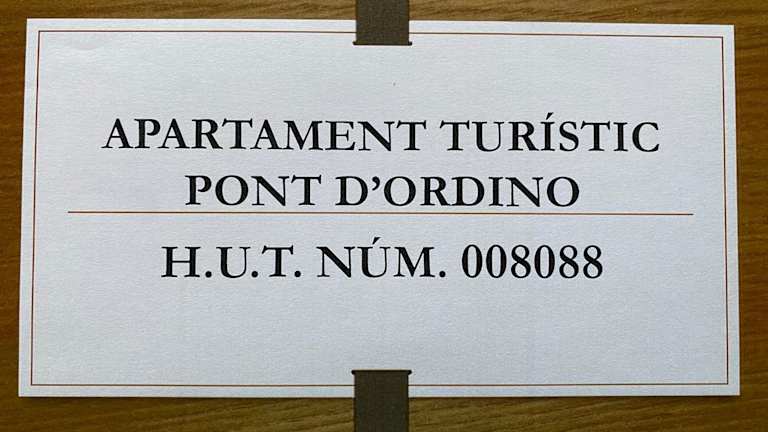 APARTAMENT TURÍSTIC
PONT D’ORDINO
H.U.T. NÚM. 008088